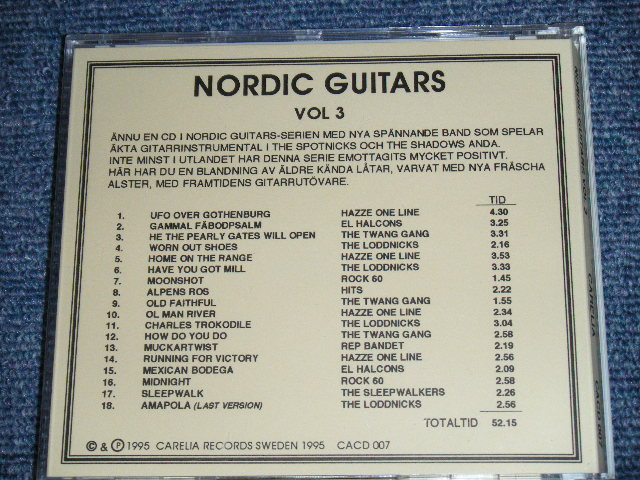 NORDIC GUITARS
VOL 3
ÄNNU EN CD I NORDIC GUITARS-SERIEN MED NYA SPÄNNANDE BAND SOM SPELAR
ÄKTA GITARRINSTRUMENTAL I THE SPOTNICKS OCH THE SHADOWS ANDA.
INTE MINST I UTLANDET HAR DENNA SERIE EMOTTAGITS MYCKET POSITIVT.
HÄR HAR DU EN BLANDNING AV ÄLDRE KÄNDA LÅTAR, VARVAT MED NYA FRÄSCHA
ALSTER, MED FRAMTIDENS GITARRUTÖVARE.
TID
1. UFO OVER GOTHENBURG HAZZE ONE LINE 4.30
2. GAMMAL FÄBODPSALM EL HALCONS 3.25
3. HE THE PEARLY GATES WILL OPEN THE TWANG GANG 3.31
4. WORN OUT SHOES THE LODDNICKS 2.16
5. HOME ON THE RANGE HAZZE ONE LINE 3.53
6. HAVE YOU GOT MILL THE LODDNICKS 3.33
7. MOONSHOT ROCK 60 1.45
8. ALPENS ROS HITS 2.22
9. OLD FAITHFUL THE TWANG GANG 1.55
10. OL MAN RIVER HAZZE ONE LINE 2.34
11. CHARLES TROKODILE THE LODDNICKS 3.04
12. HOW DO YOU DO THE TWANG GANG 2.58
13. MUCKARTWIST REP BANDET 2.19
14. RUNNING FOR VICTORY HAZZE ONE LINE 2.56
15. MEXICAN BODEGA EL HALCONS 2.09
16. MIDNIGHT ROCK 60 2.58
17. SLEEPWALK THE SLEEPWALKERS 2.26
18. AMAPOLA (LAST VERSION) THE LODDNICKS 2.56
TOTALTID 52.15
© & Ⓟ 1995 CARELIA RECORDS SWEDEN 1995 CACD 007